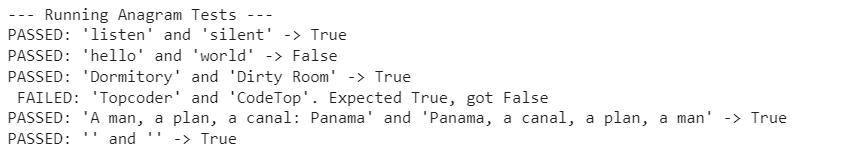 --- Running Anagram Tests ---
PASSED: 'listen' and 'silent' -> True
PASSED: 'hello' and 'world' -> False
PASSED: 'Dormitory' and 'Dirty Room' -> True
 FAILED: 'Topcoder' and 'CodeTop'. Expected True, got False
PASSED: 'A man, a plan, a canal: Panama' and 'Panama, a canal, a plan, a man' -> True
PASSED: '' and '' -> True